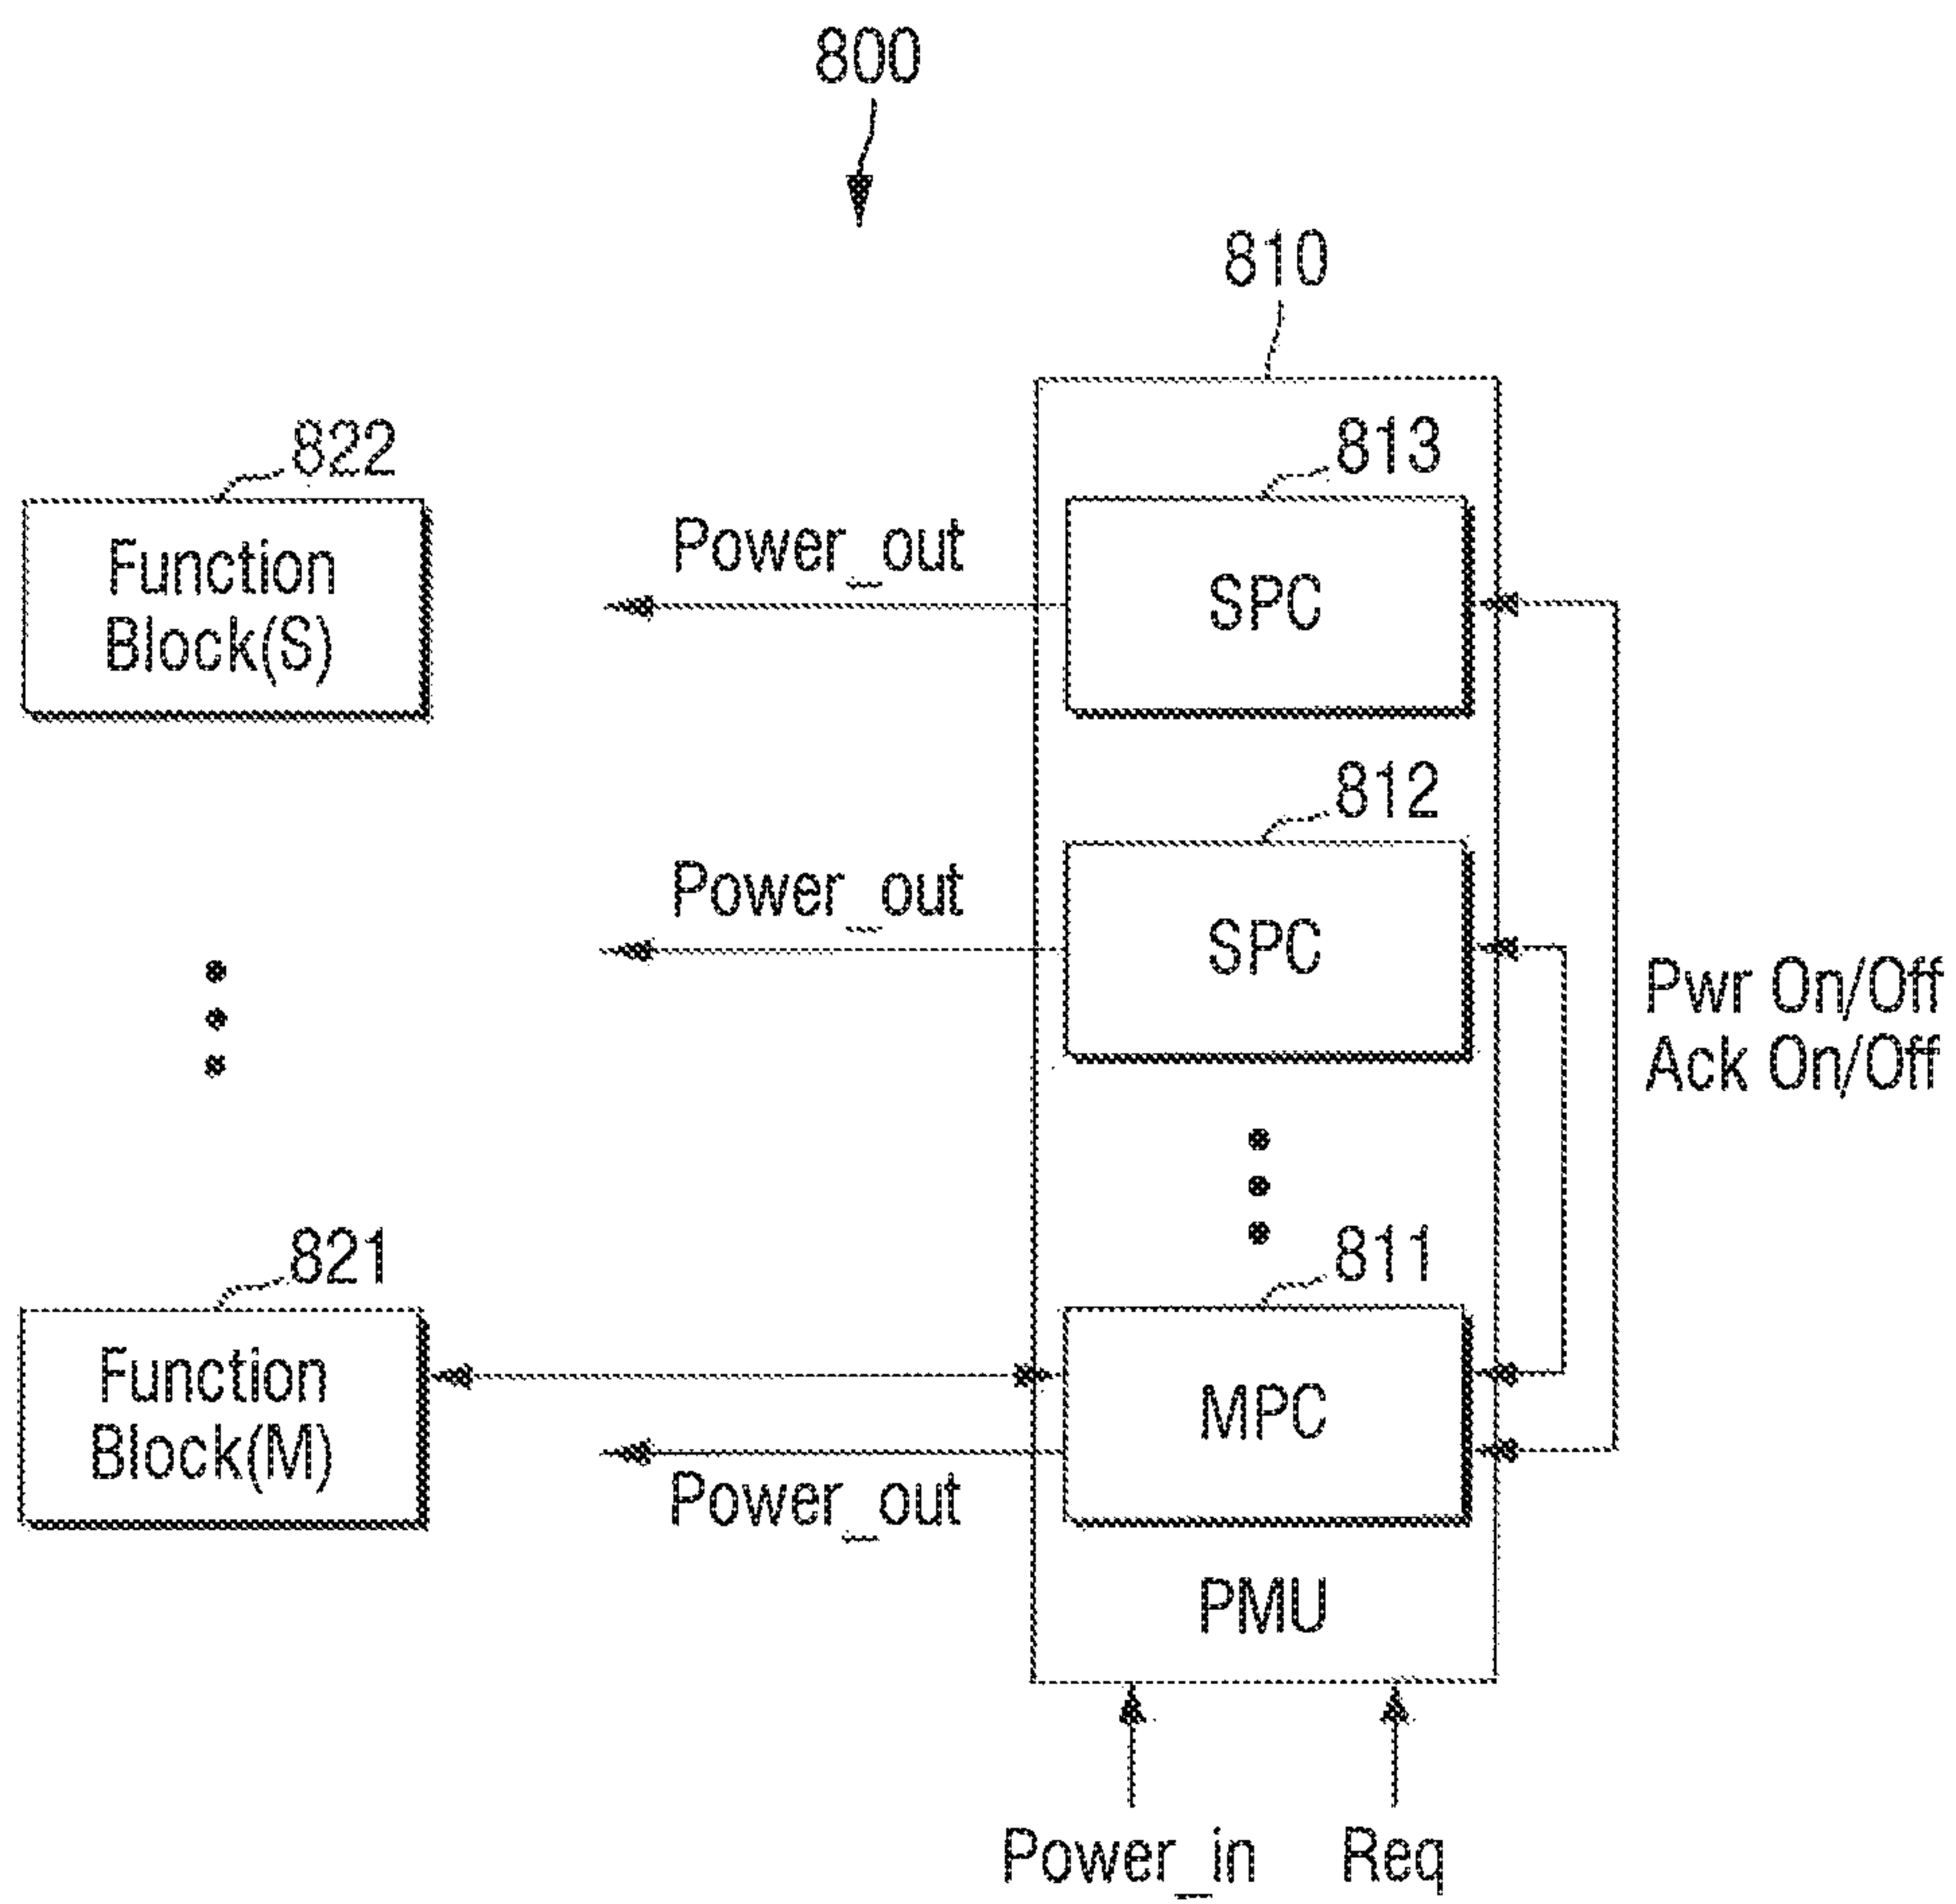 800
810
822
Function
Block(S)
Power_out
813
SPC
Power_out
812
SPC
Pwr On/Off
Ack On/Off
821
Function
Block(M)
811
MPC
Power_out
PMU
Power_in
Req